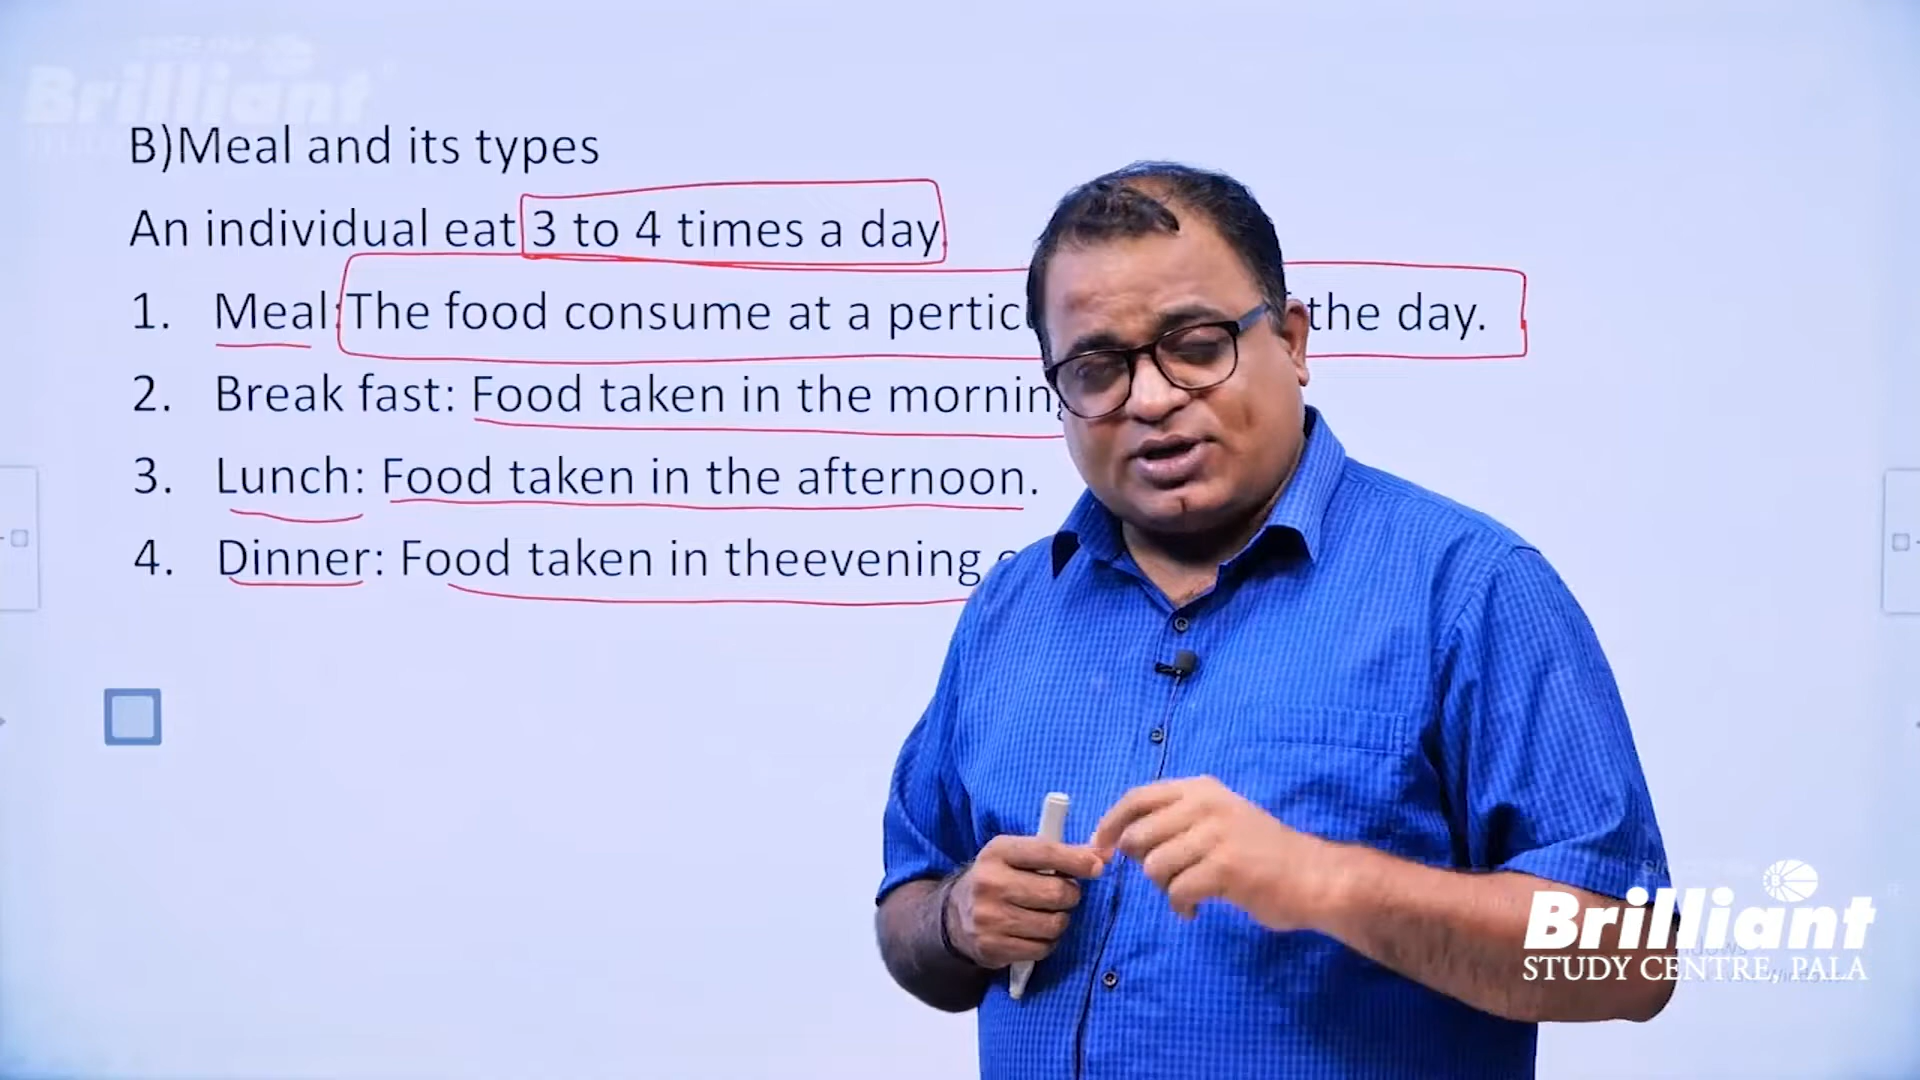 Brilliant
B)Meal and its types
An individual eat 3 to 4 times a day.
1. Meal: The food consume at a the day.
2. Break fast: Food taken in the
3. Lunch: Food taken in the afternoon.
4. Dinner: Food taken in theevening
Brilliant
STUDY CENTRE, PALA